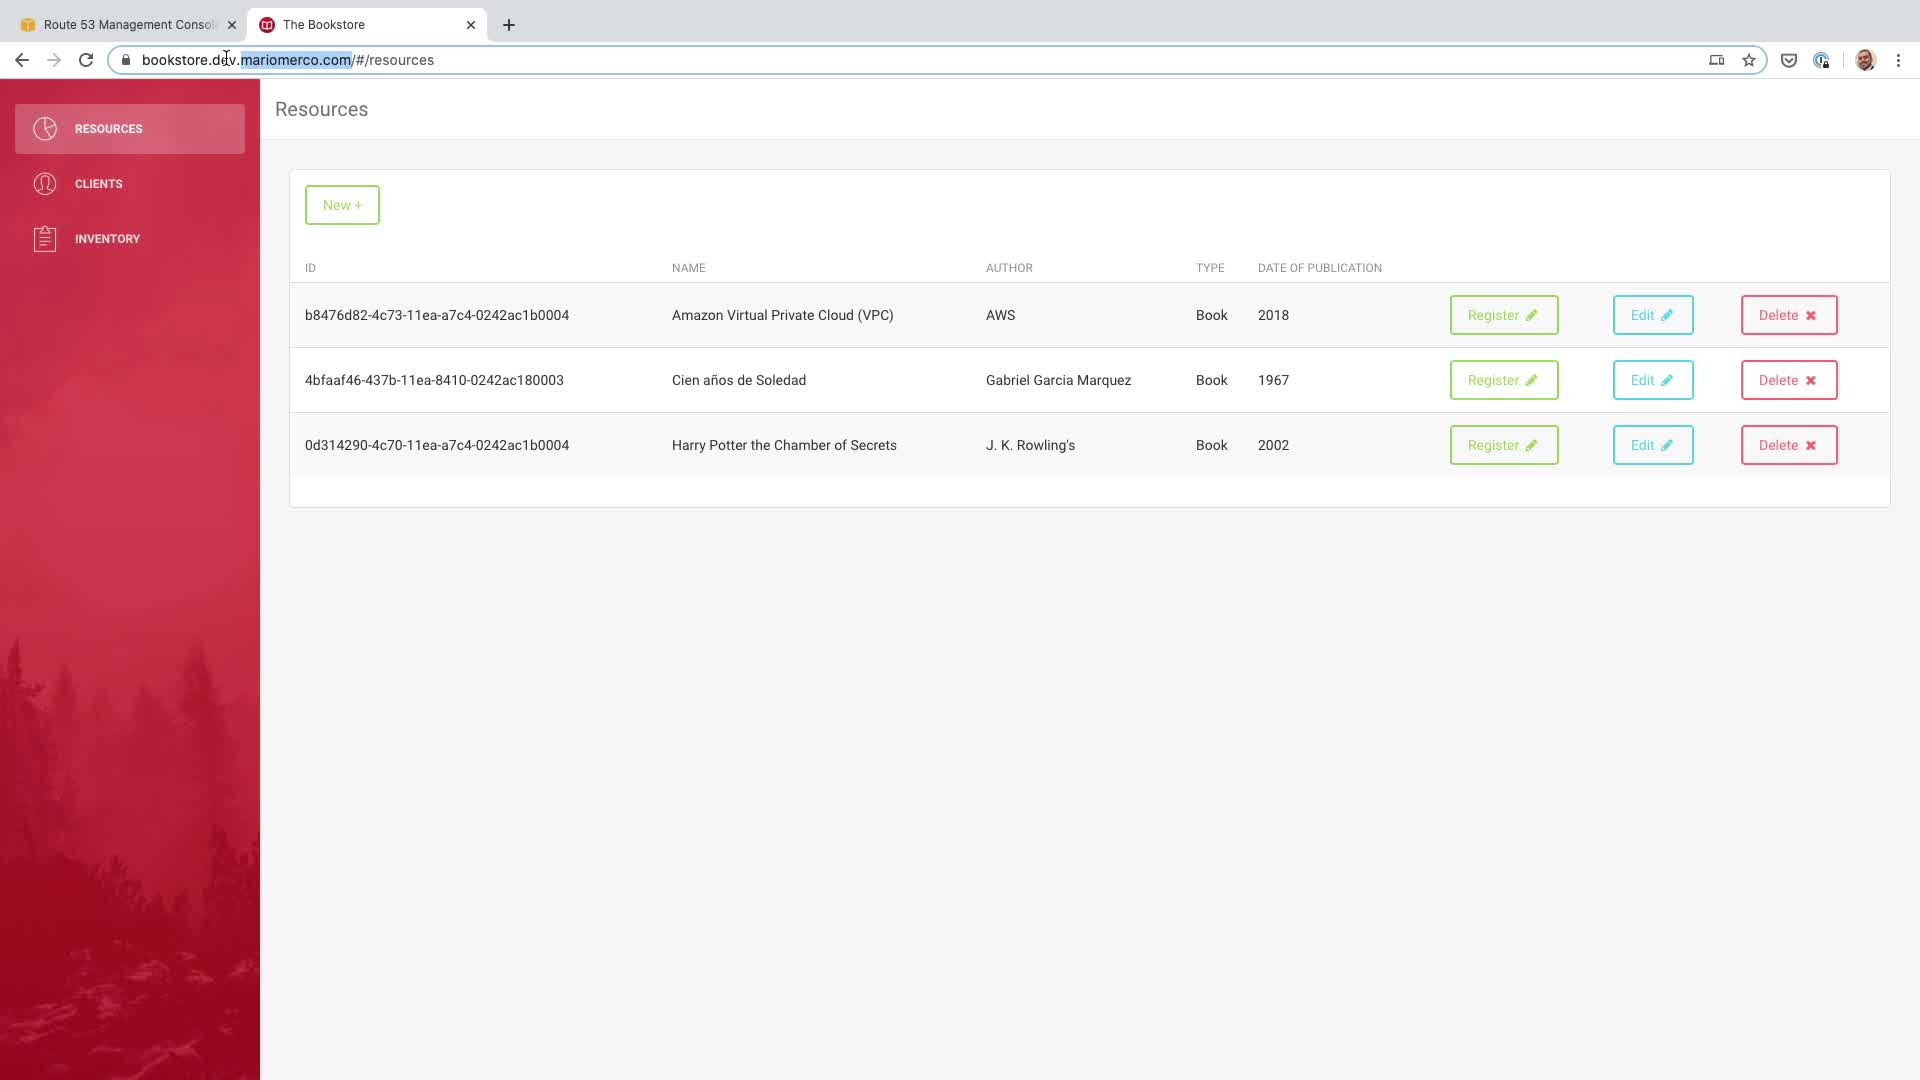 Route 53 Management Consol
The Bookstore
bookstore.dev.mariomerco.com/#/resources
RESOURCES
CLIENTS
INVENTORY
Resources
New +
ID NAME AUTHOR TYPE DATE OF PUBLICATION
b8476d82-4c73-11ea-a7c4-0242ac1b0004 Amazon Virtual Private Cloud (VPC) AWS Book 2018 Register Edit Delete
4bfaaf46-437b-11ea-8410-0242ac180003 Cien años de Soledad Gabriel Garcia Marquez Book 1967 Register Edit Delete
0d314290-4c70-11ea-a7c4-0242ac1b0004 Harry Potter the Chamber of Secrets J. K. Rowling's Book 2002 Register Edit Delete